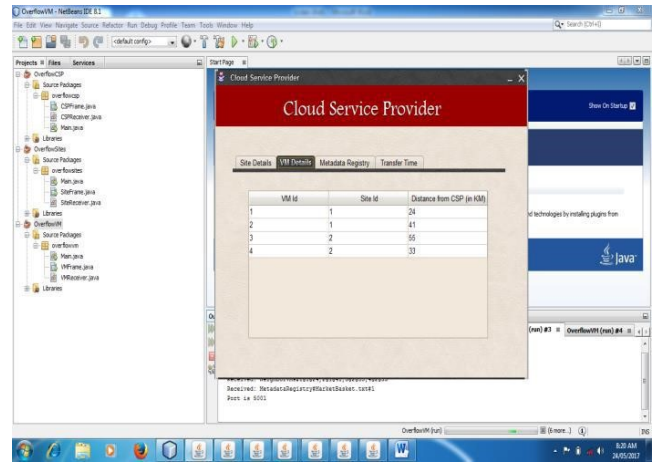 OverflowVM - NetBeans IDE 8.1
File Edit View Navigate Source Refactor Run Debug Profile Team Tools Window Help
Search (Ctrl+I)
<default config>
Projects Files Services
Start Page
OverflowCSP
Source Packages
overflowcsp
CSPFrame.java
CSPReceiver.java
Main.java
Libraries
OverflowSites
Source Packages
overflowsites
Main.java
SiteFrame.java
SiteReceiver.java
Libraries
OverflowVM
Source Packages
overflowvm
Main.java
VMFrame.java
VMReceiver.java
Libraries
Cloud Service Provider
Cloud Service Provider
Show On Startup
Site Details VM Details Metadata Registry Transfer Time
VM Id Site Id Distance from CSP (in KM)
1 1 24
2 1 41
3 2 55
4 2 33
nd technologies by installing plugins from
Java
(run) #3 OverflowVM (run) #4
Received: MetadataRegistry#MarketBasket.txt#1
Port is 5001
OverflowVM (run)
(6 more...)
INS
8:20 AM
24/05/2017